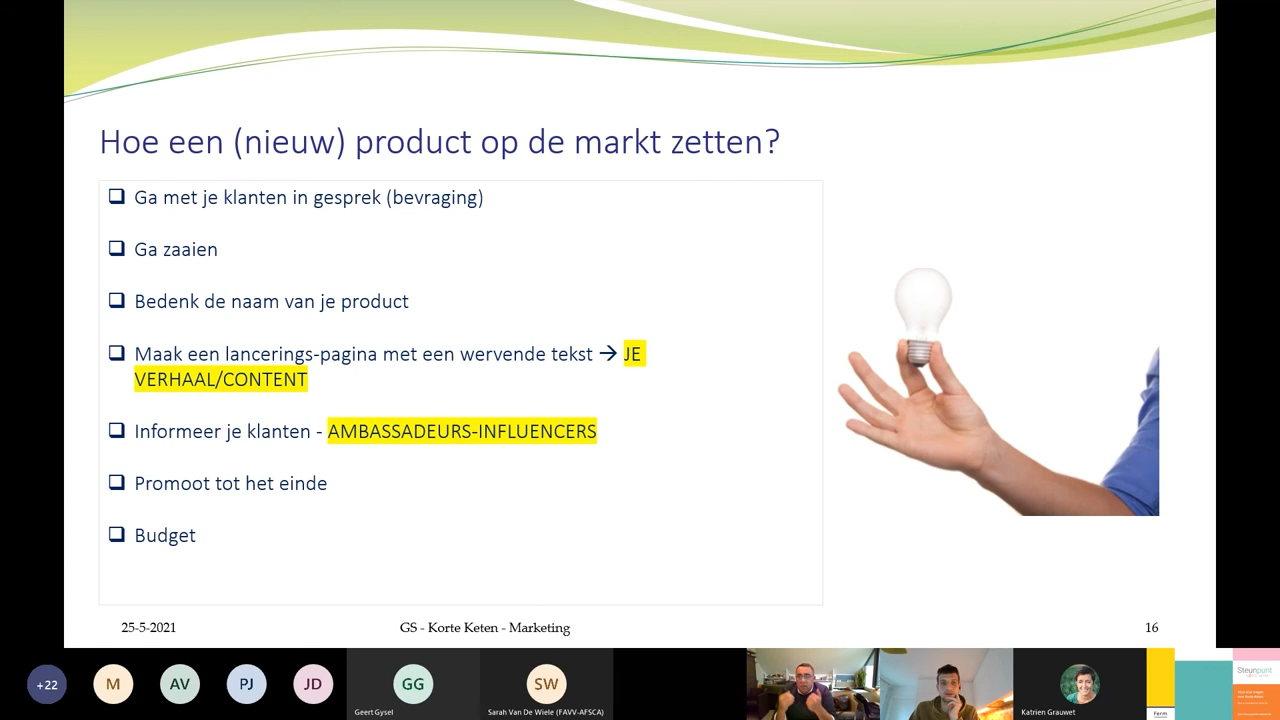 Hoe een (nieuw) product op de markt zetten?
❑ Ga met je klanten in gesprek (bevraging)
❑ Ga zaaien
❑ Bedenk de naam van je product
❑ Maak een lancerings-pagina met een wervende tekst → JE
VERHAAL/CONTENT
❑ Informeer je klanten - AMBASSADEURS-INFLUENCERS
❑ Promoot tot het einde
❑ Budget
25-5-2021 GS - Korte Keten - Marketing 16
+22 M AV PJ JD GG SW
Geert Gysel Sarah Van De Wiele (FAVV-AFSCA) Katrien Grauwet
Ferm
Steunpunt